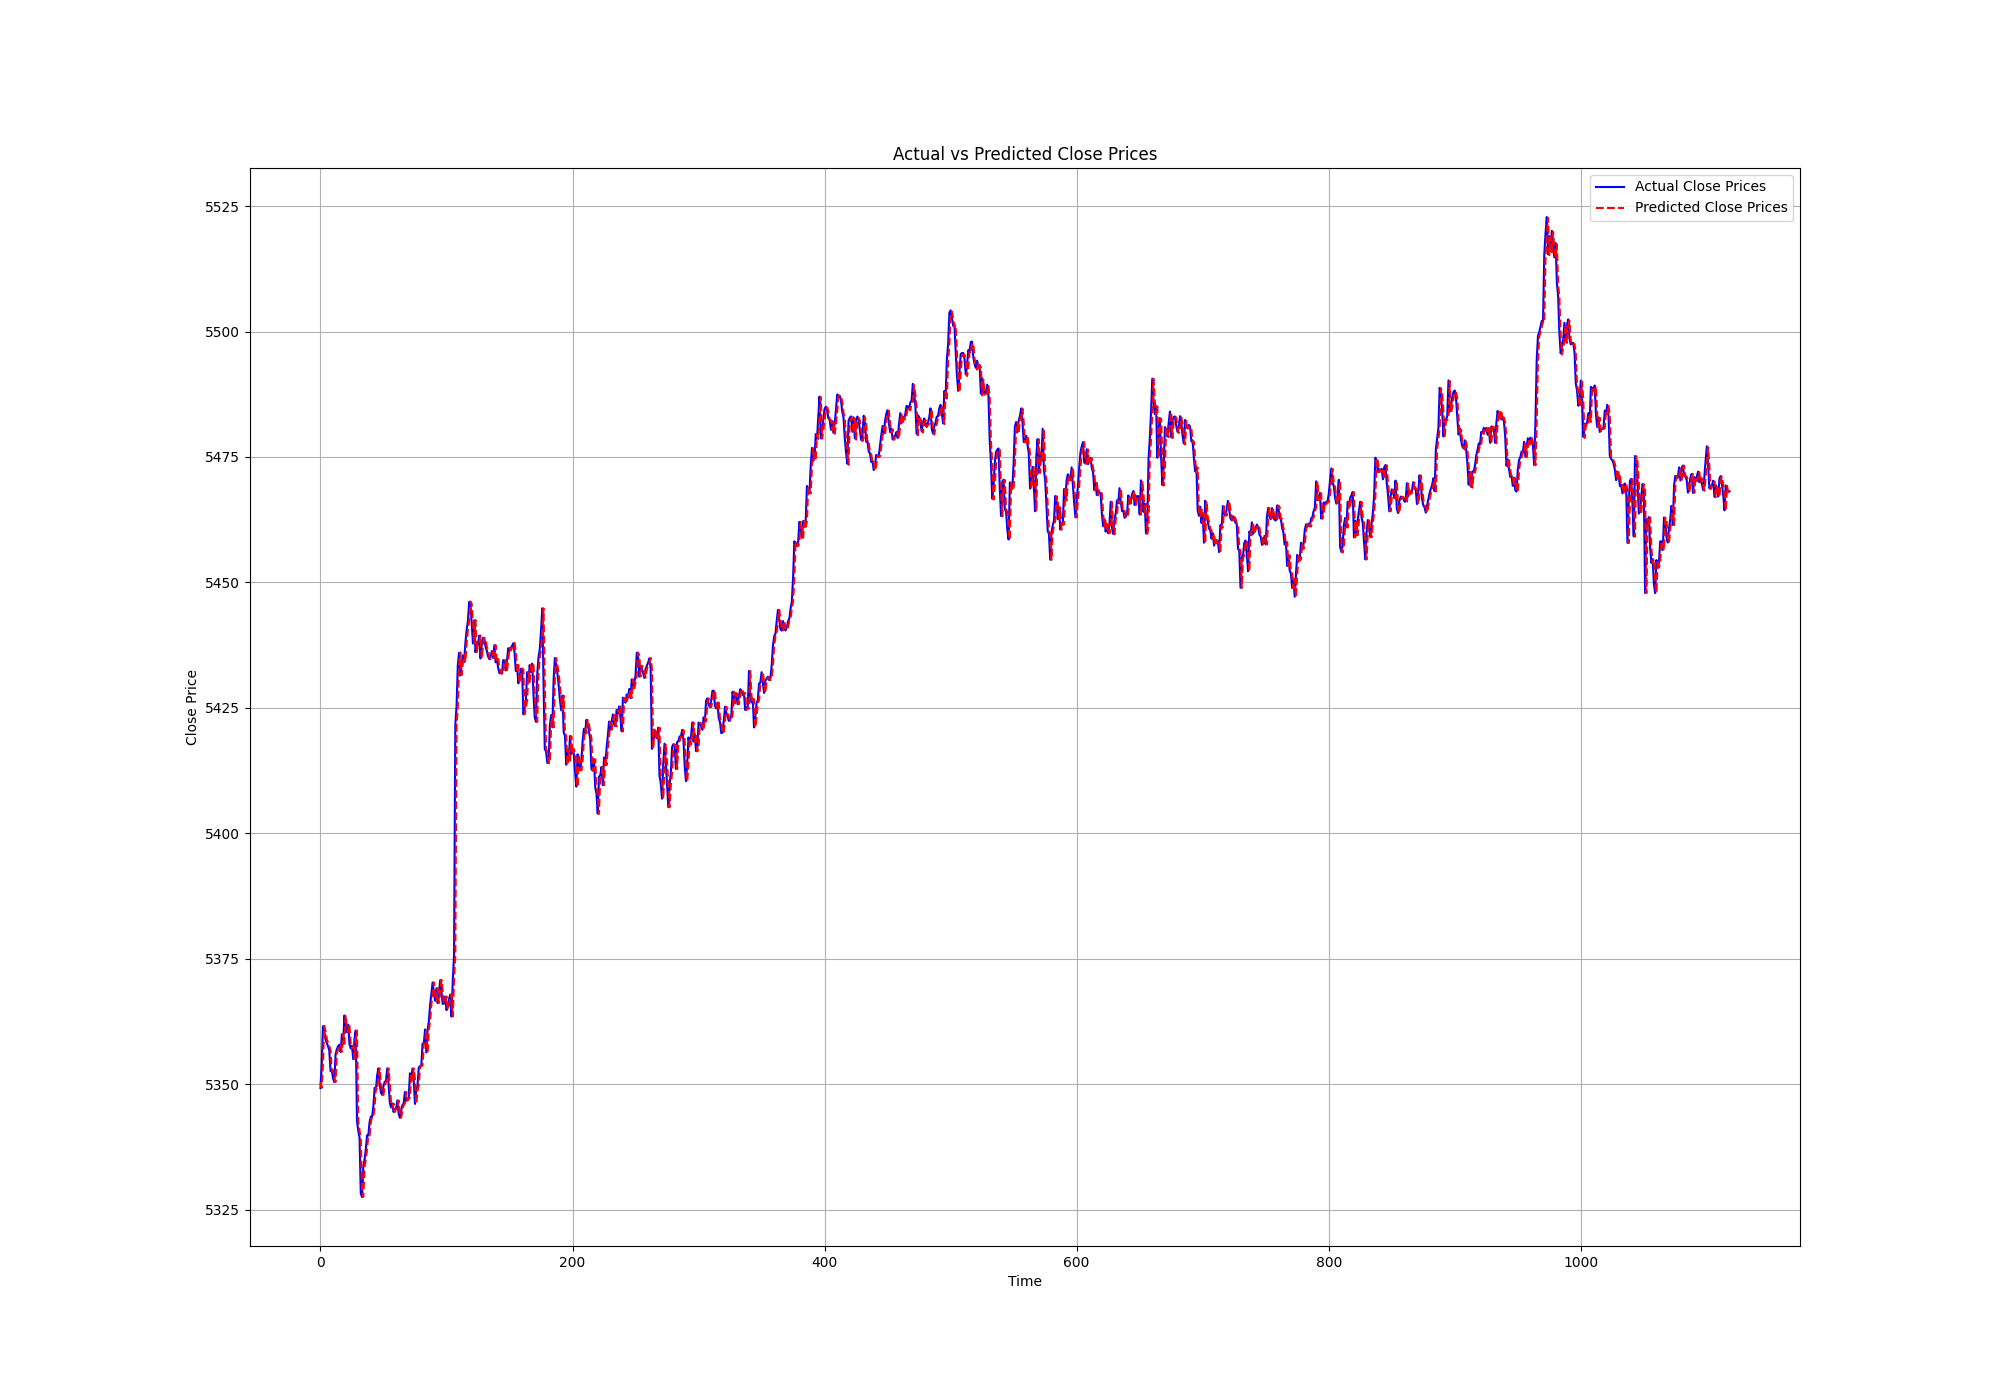 Actual vs Predicted Close Prices
Actual Close Prices
Predicted Close Prices
5525
5500
5475
5450
5425
5400
5375
5350
5325
Close Price
0 200 400 600 800 1000
Time